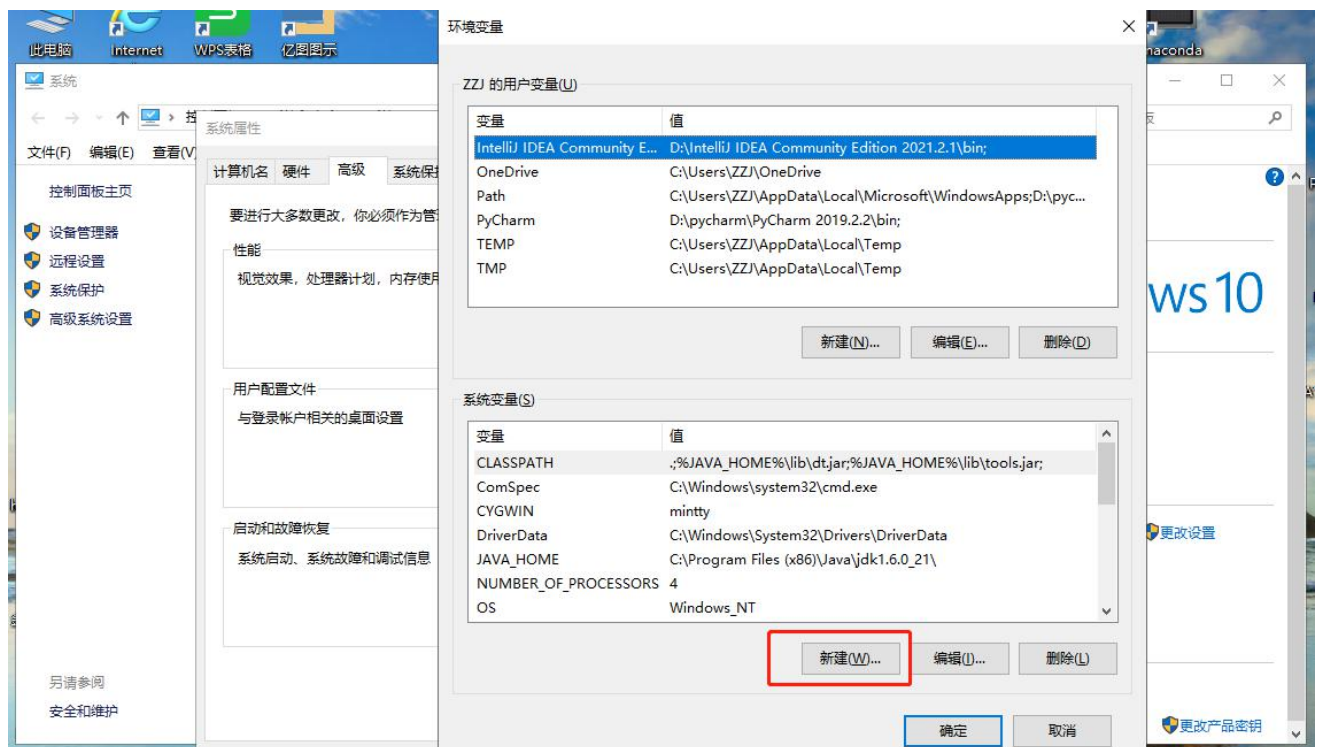 此电脑
Internet
WPS表格
亿图图示
naconda
系统
文件(F) 编辑(E) 查看(V
控制面板主页
设备管理器
远程设置
系统保护
高级系统设置
另请参阅
安全和维护
系统属性
计算机名 硬件 高级 系统保护
要进行大多数更改，你必须作为管
性能
视觉效果，处理器计划，内存使用
用户配置文件
与登录帐户相关的桌面设置
启动和故障恢复
系统启动、系统故障和调试信息
环境变量
ZZJ 的用户变量(U)
变量 值
IntelliJ IDEA Community E... D:\IntelliJ IDEA Community Edition 2021.2.1\bin;
OneDrive C:\Users\ZZJ\OneDrive
Path C:\Users\ZZJ\AppData\Local\Microsoft\WindowsApps;D:\pyc...
PyCharm D:\pycharm\PyCharm 2019.2.2\bin;
TEMP C:\Users\ZZJ\AppData\Local\Temp
TMP C:\Users\ZZJ\AppData\Local\Temp
新建(N)... 编辑(E)... 删除(D)
系统变量(S)
变量 值
CLASSPATH .;%JAVA_HOME%\lib\dt.jar;%JAVA_HOME%\lib\tools.jar;
ComSpec C:\Windows\system32\cmd.exe
CYGWIN mintty
DriverData C:\Windows\System32\Drivers\DriverData
JAVA_HOME C:\Program Files (x86)\Java\jdk1.6.0_21\
NUMBER_OF_PROCESSORS 4
OS Windows_NT
新建(W)... 编辑(I)... 删除(L)
确定 取消
ws 10
更改设置
更改产品密钥